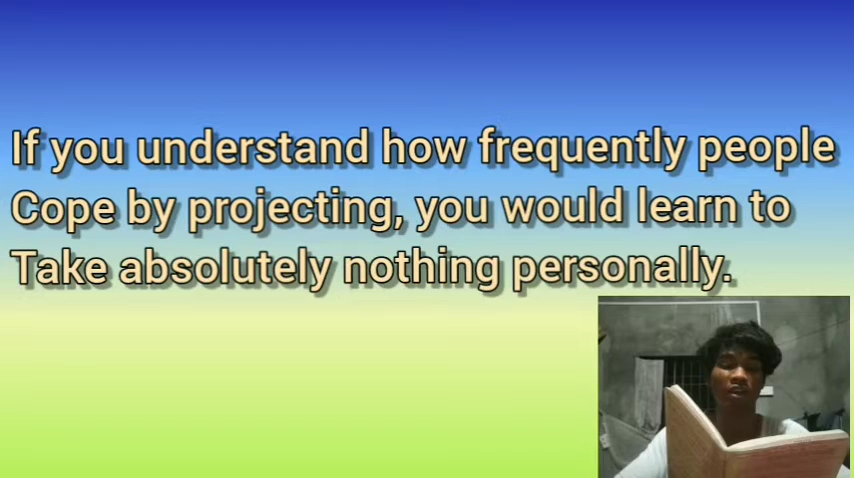 If you understand how frequently people
Cope by projecting, you would learn to
Take absolutely nothing personally.